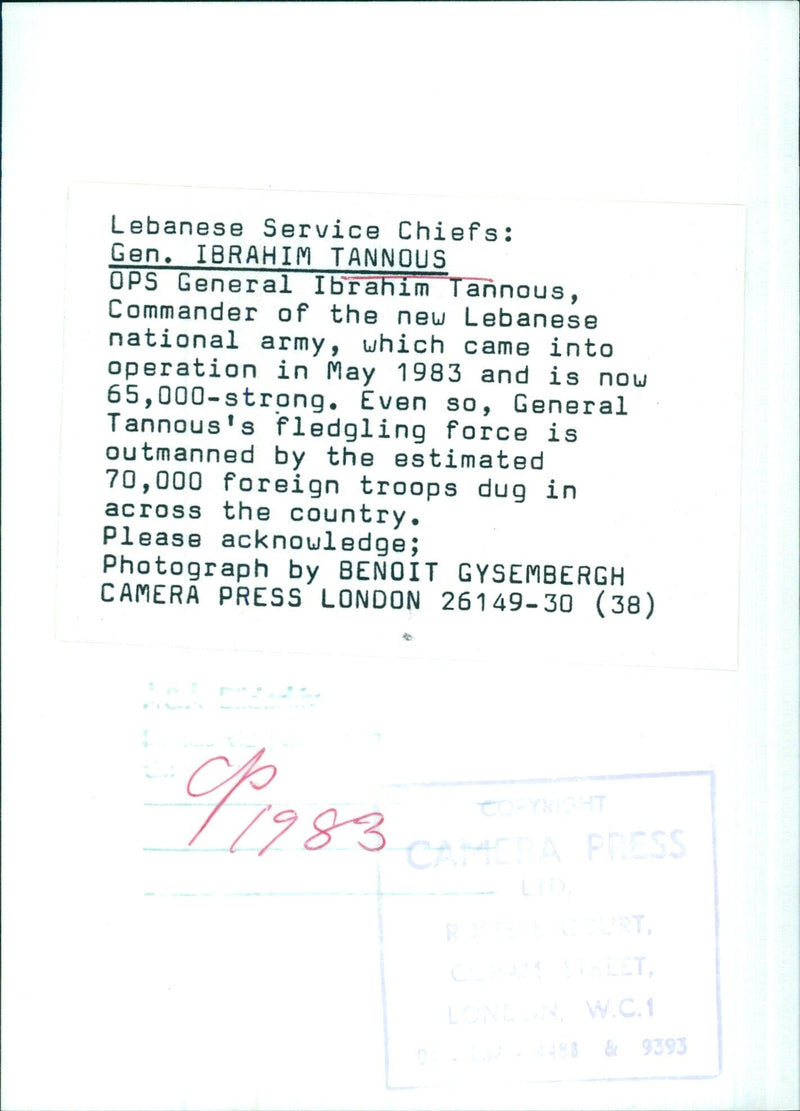 Lebanese Service Chiefs:
Gen. IBRAHIM TANNOUS
OPS General Ibrahim Tannous,
Commander of the new Lebanese
national army, which came into
operation in May 1983 and is now
65,000-strong. Even so, General
Tannous's fledgling force is
outmanned by the estimated
70,000 foreign troops dug in
across the country.
Please acknowledge;
Photograph by BENOIT GYSEMBERGH
CAMERA PRESS LONDON 26149-30 (38)
cp
1983
COPYRIGHT
CAMERA PRESS
LTD.
COURT,
STREET,
LONDON, W.C.1
& 9393